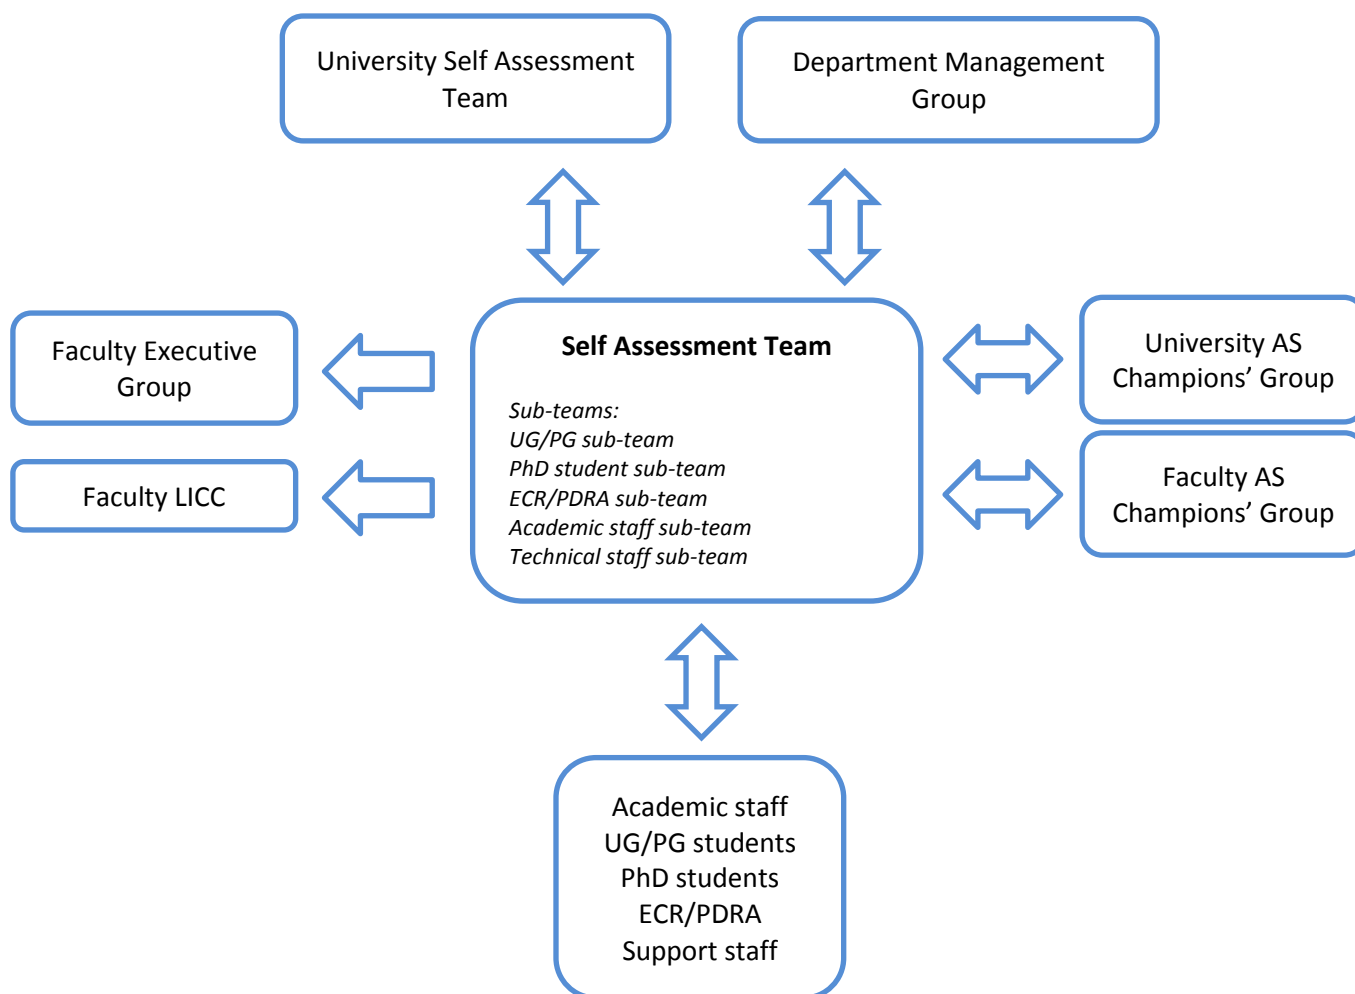 University Self Assessment
Team
Department Management
Group
Self Assessment Team
Sub-teams:
UG/PG sub-team
PhD student sub-team
ECR/PDRA sub-team
Academic staff sub-team
Technical staff sub-team
Faculty Executive
Group
Faculty LICC
University AS
Champions’ Group
Faculty AS
Champions’ Group
Academic staff
UG/PG students
PhD students
ECR/PDRA
Support staff